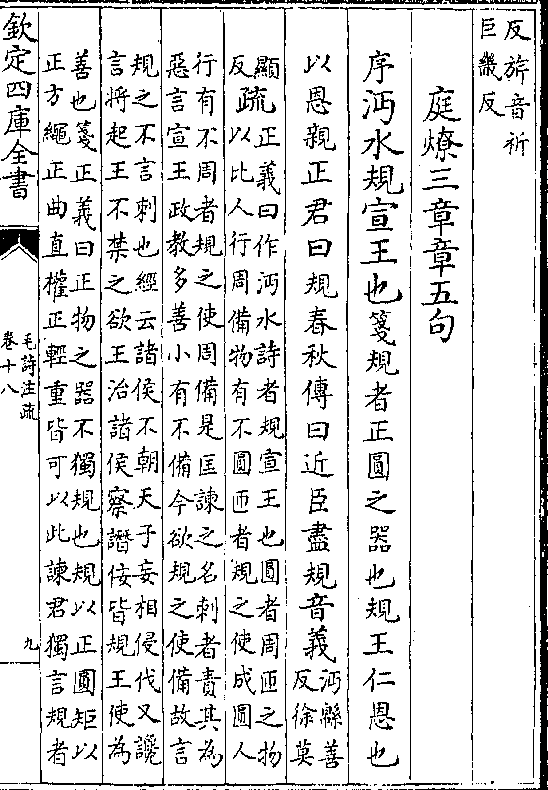 反旂音祈
巨㡬反
庭燎三章章五句
序沔水規宣王也箋規者正圓之器也規王仁恩也
以恩親正君曰規春秋傳曰近臣盡規音義
沔緜善
反徐莫
顯
反
疏
正義曰作沔水詩者規宣王也圓者周匝之物
以比人行周備物有不圓匝者規之使成圓人
行有不周者規之使周備是匡諫之名刺者責其為
惡言宣王政教多善小有不備今欲規之使備故言
規之不言刺也經云諸侯不朝天子妄相侵伐又讒
言將起王不禁之欲王治諸侯察譖佞皆規王使為
善也箋正義曰正物之器不獨規也規以正圓矩以
正方繩正曲直權正輕重皆可以此諫君獨言規者
欽定四庫全書
毛詩注疏
卷十八
九